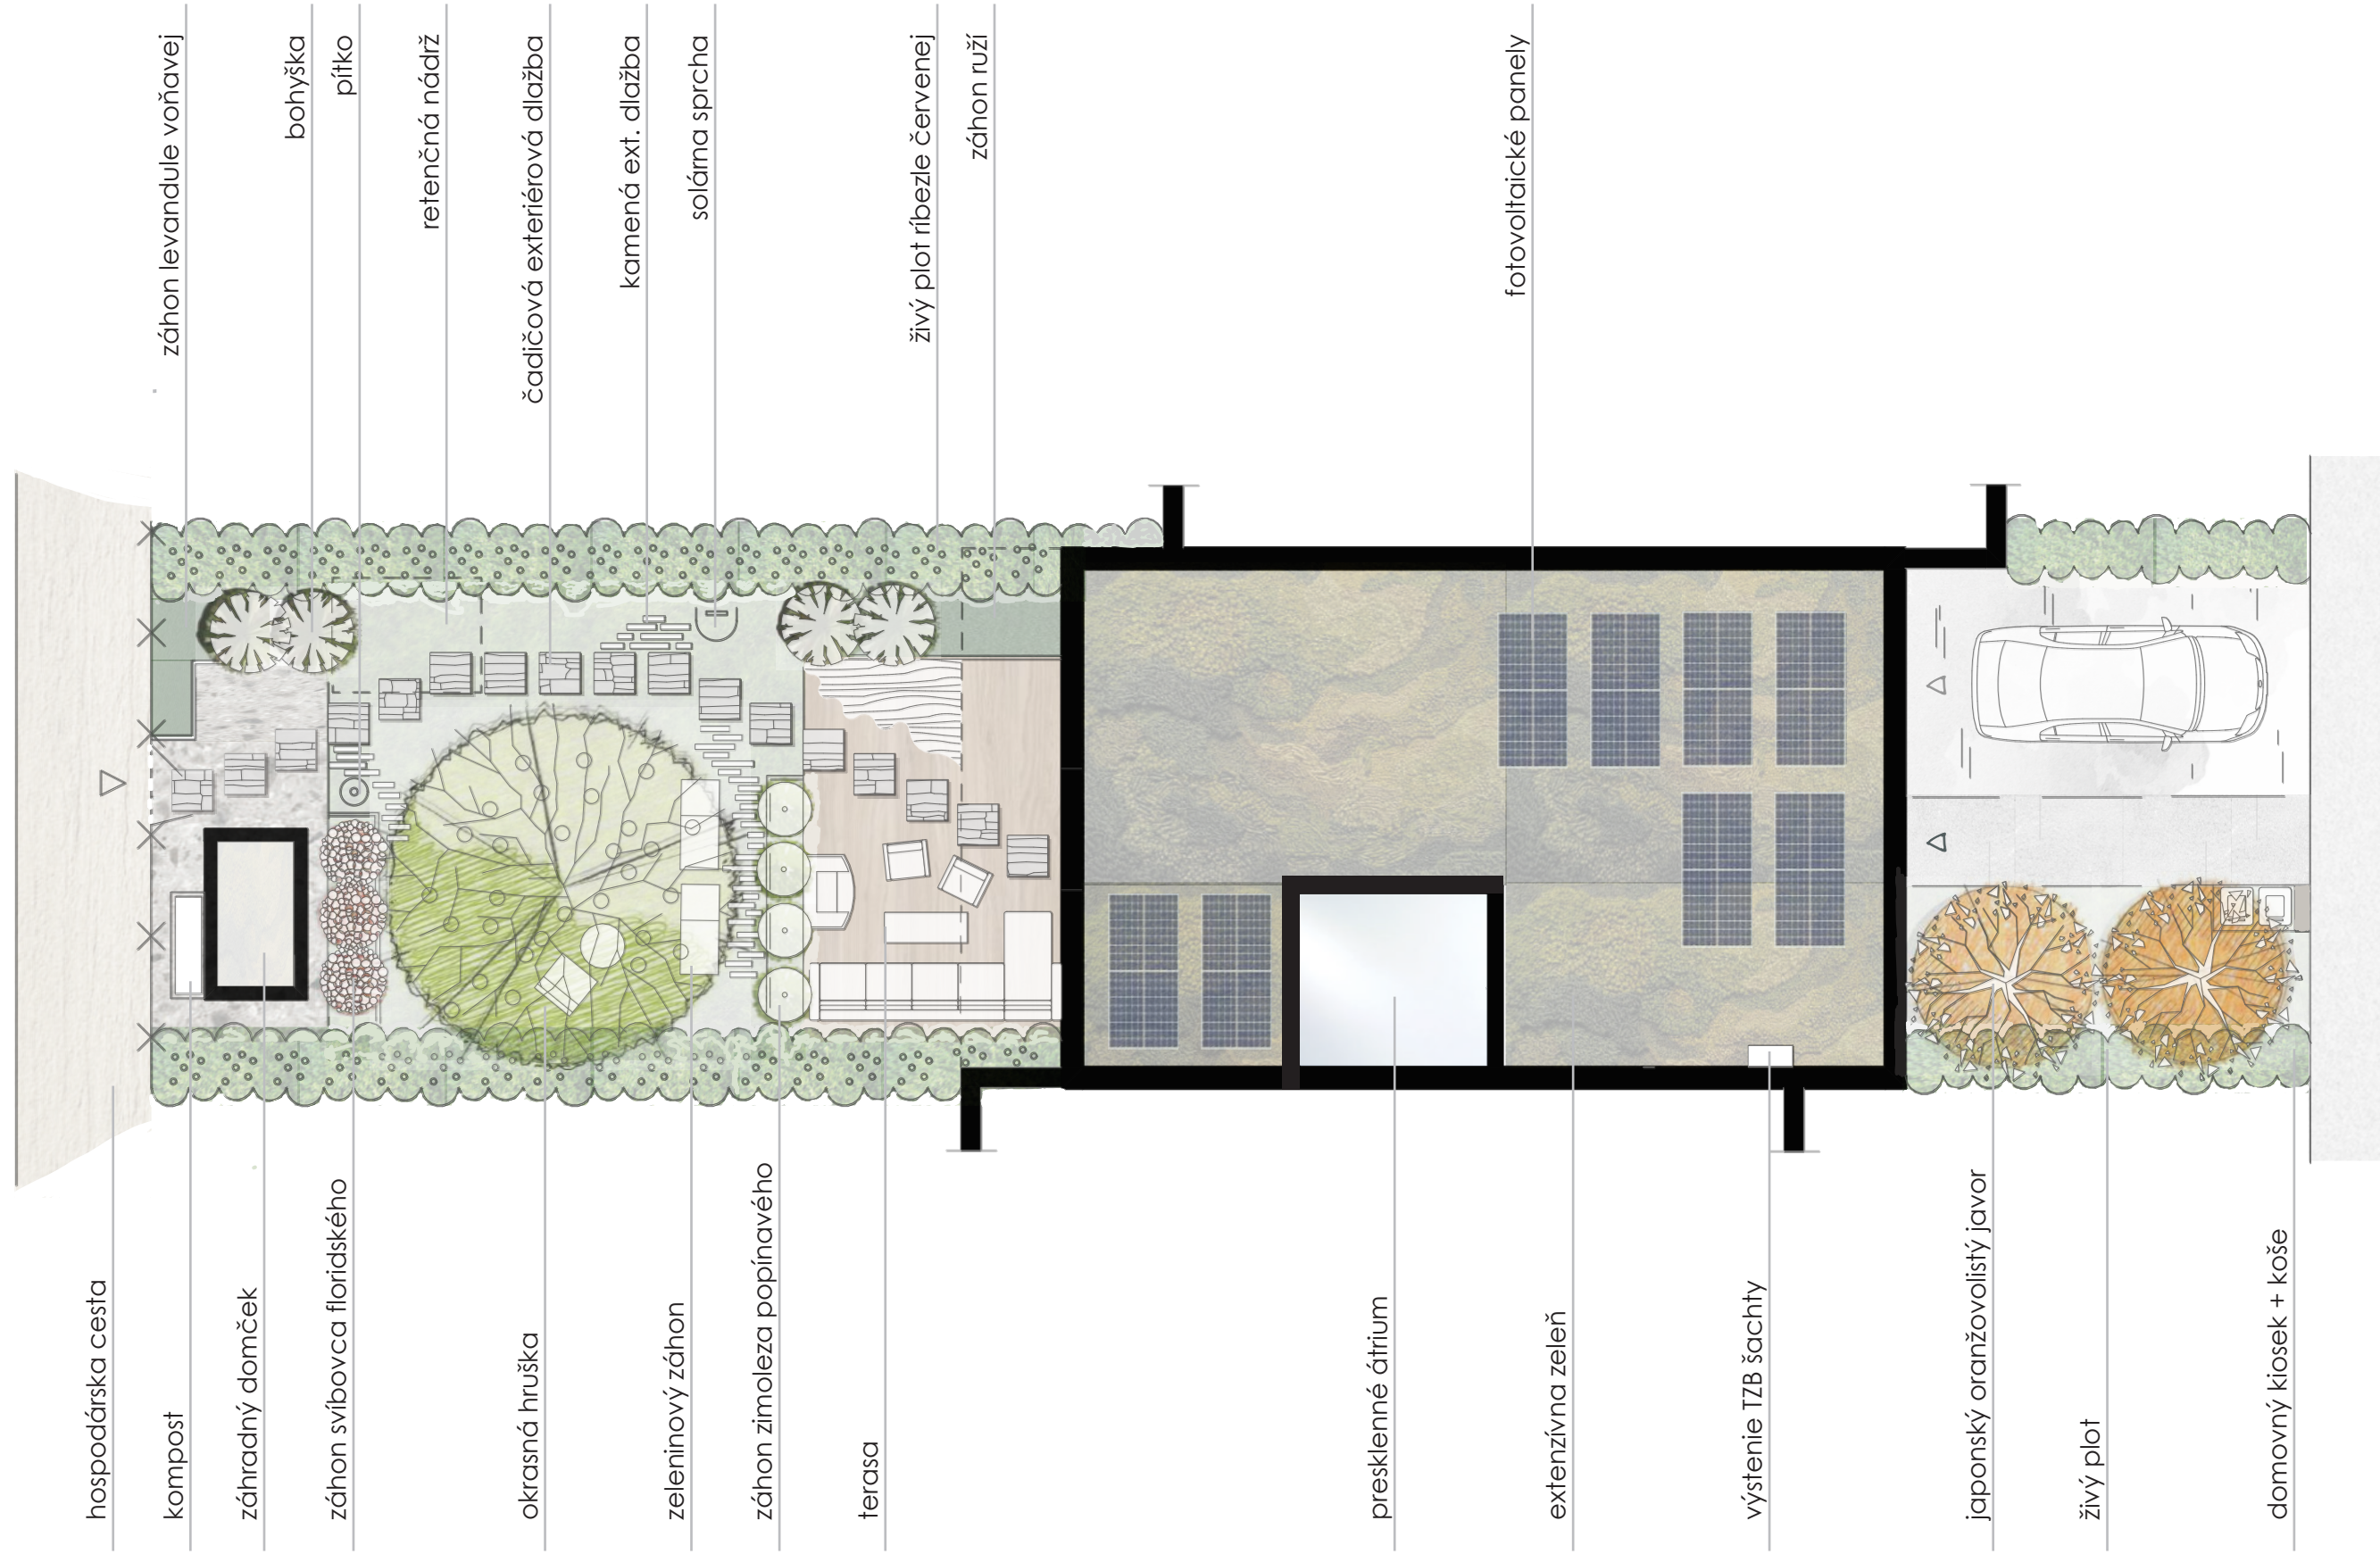 záhon levandule voňavej
bohyška
pítko
retenčná nádrž
čadičová exteriérová dlažba
kamená ext. dlažba
solárna sprcha
živý plot ríbezle červenej
záhon ruží
fotovoltaické panely
hospodárska cesta
kompost
záhradný domček
záhon svíbovca floridského
okrasná hruška
zeleninový záhon
záhon zimoleza popínavého
terasa
presklenné átrium
extenzívna zeleň
výstenie TZB šachty
japonský oranžovolistý javor
živý plot
domovný kiosek + koše